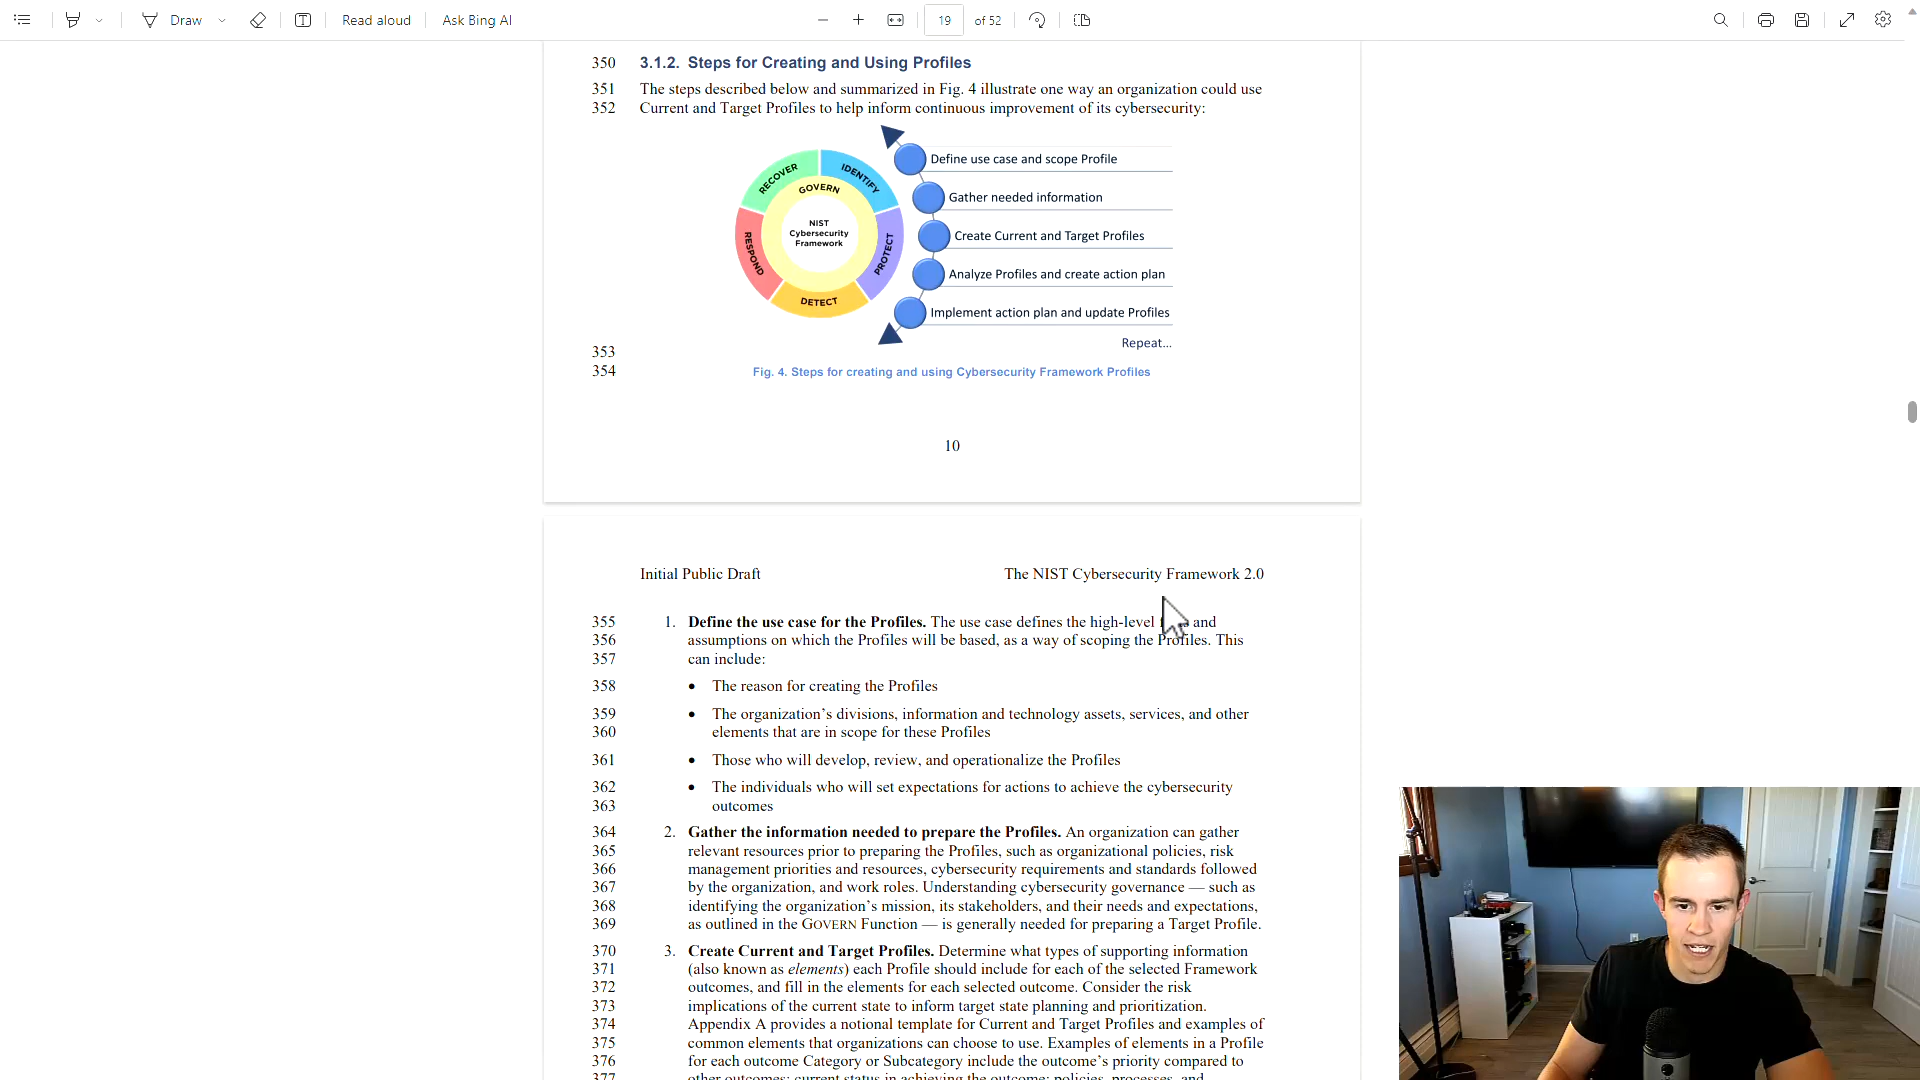 Draw
Read aloud
Ask Bing AI
19 of 52
350 3.1.2. Steps for Creating and Using Profiles
351 The steps described below and summarized in Fig. 4 illustrate one way an organization could use
352 Current and Target Profiles to help inform continuous improvement of its cybersecurity:
RECOVER
IDENTIFY
GOVERN
NIST
Cybersecurity
Framework
RESPOND
PROTECT
DETECT
Define use case and scope Profile
Gather needed information
Create Current and Target Profiles
Analyze Profiles and create action plan
Implement action plan and update Profiles
Repeat...
353
354 Fig. 4. Steps for creating and using Cybersecurity Framework Profiles
10
Initial Public Draft The NIST Cybersecurity Framework 2.0
355 1. Define the use case for the Profiles. The use case defines the high-level and
356 assumptions on which the Profiles will be based, as a way of scoping the Profiles. This
357 can include:
358 • The reason for creating the Profiles
359 • The organization’s divisions, information and technology assets, services, and other
360 elements that are in scope for these Profiles
361 • Those who will develop, review, and operationalize the Profiles
362 • The individuals who will set expectations for actions to achieve the cybersecurity
363 outcomes
364 2. Gather the information needed to prepare the Profiles. An organization can gather
365 relevant resources prior to preparing the Profiles, such as organizational policies, risk
366 management priorities and resources, cybersecurity requirements and standards followed
367 by the organization, and work roles. Understanding cybersecurity governance — such as
368 identifying the organization’s mission, its stakeholders, and their needs and expectations,
369 as outlined in the GOVERN Function — is generally needed for preparing a Target Profile.
370 3. Create Current and Target Profiles. Determine what types of supporting information
371 (also known as elements) each Profile should include for each of the selected Framework
372 outcomes, and fill in the elements for each selected outcome. Consider the risk
373 implications of the current state to inform target state planning and prioritization.
374 Appendix A provides a notional template for Current and Target Profiles and examples of
375 common elements that organizations can choose to use. Examples of elements in a Profile
376 for each outcome Category or Subcategory include the outcome’s priority compared to
377 other outcomes; current status in achieving the outcome; policies, processes, and